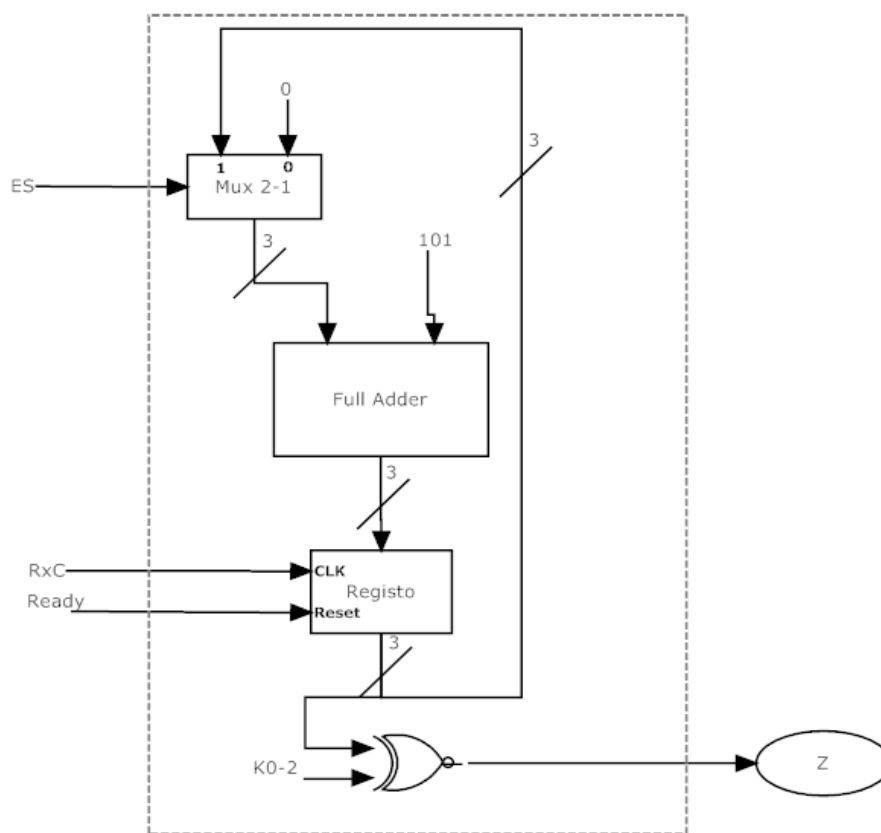 0
3
1 0
ES
Mux 2-1
3
101
Full Adder
3
RxC
CLK
Registo
Ready
Reset
3
K0-2
Z